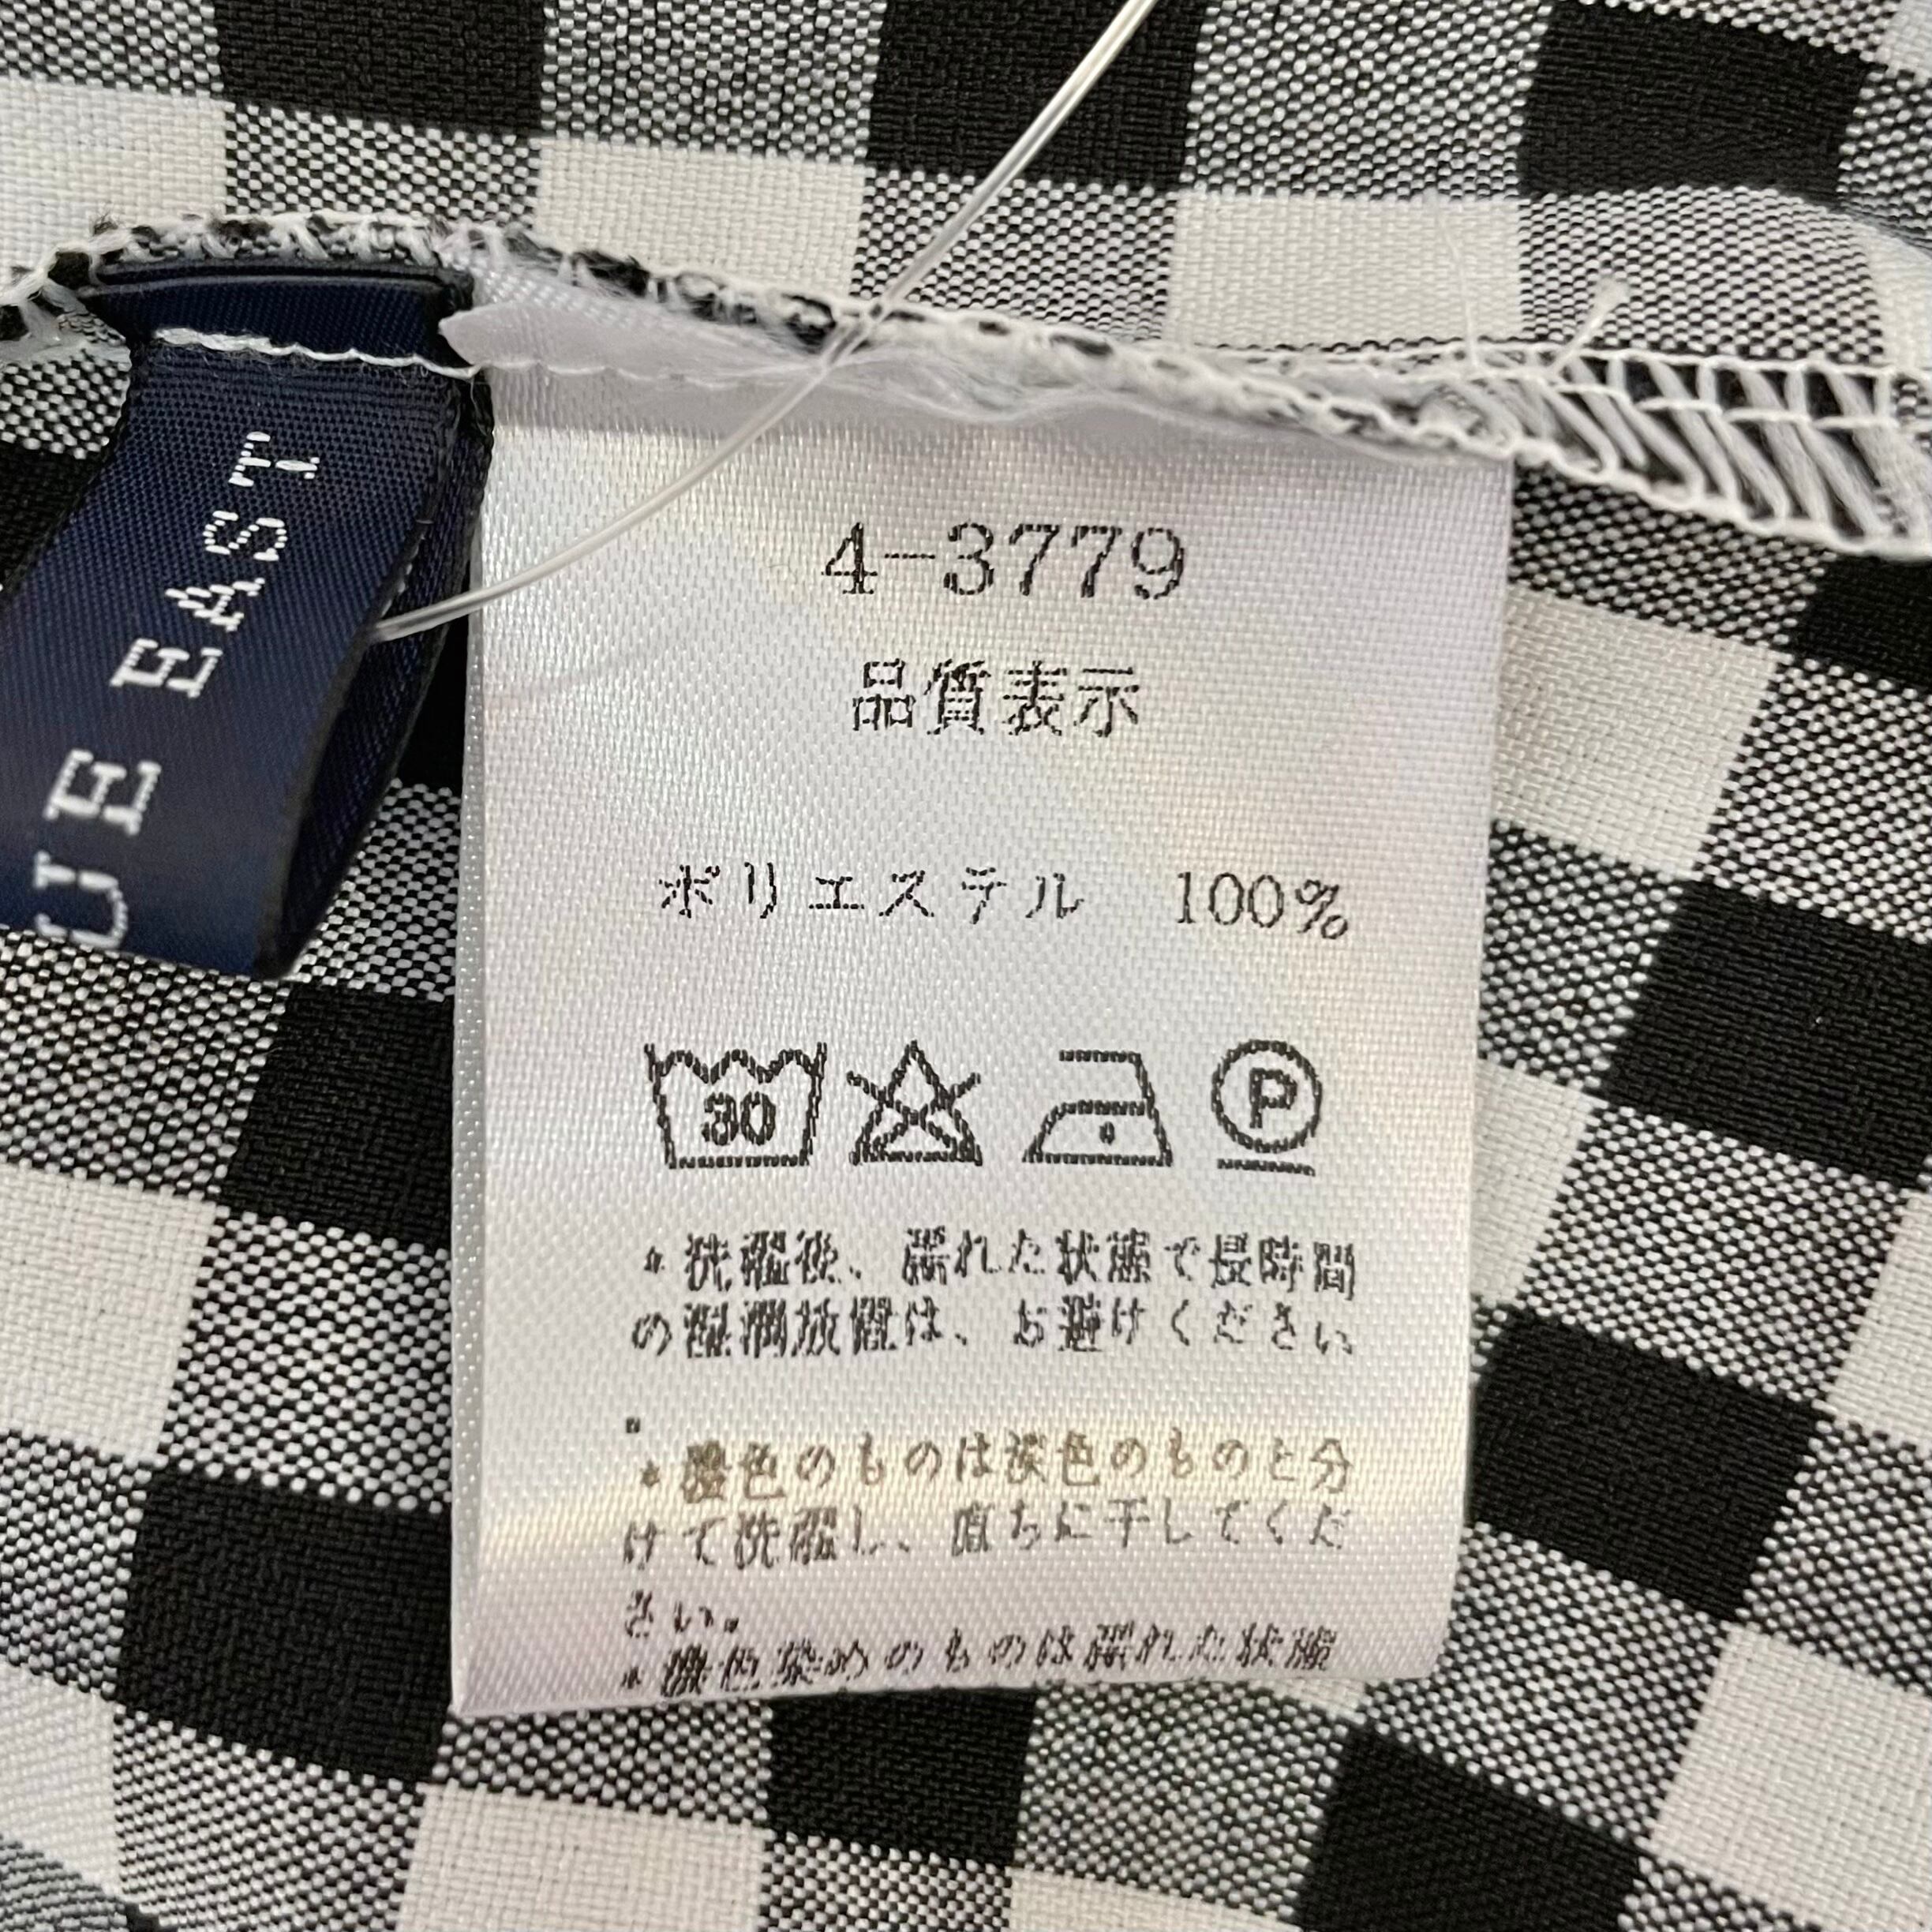 UE EAST
4-3779
品質表示
ポリエステル 100%
30
P
*洗濯後、濡れた状態で長時間
の湿潤放置は、お避けください
。
*濃色のものは淡色のものと分
けて洗濯し、直ちに干してくだ
さい。
*濃色染めのものは濡れた状態